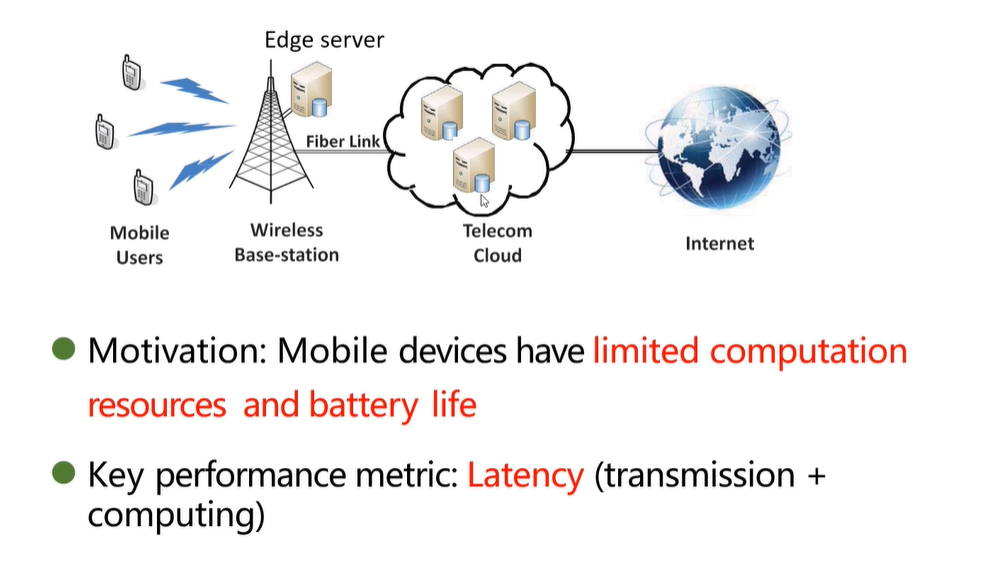 Edge server
Fiber Link
Mobile
Users
Wireless
Base-station
Telecom
Cloud
Internet
Motivation: Mobile devices have limited computation
resources and battery life
Key performance metric: Latency (transmission +
computing)